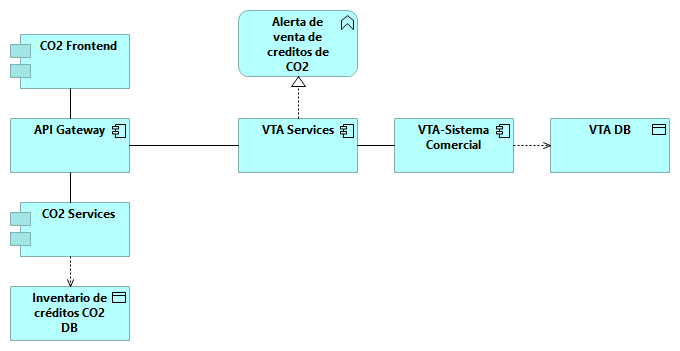 Alerta de
venta de
creditos de
CO2
CO2 Frontend
API Gateway
VTA Services
VTA-Sistema
Comercial
VTA DB
CO2 Services
Inventario de
créditos CO2
DB